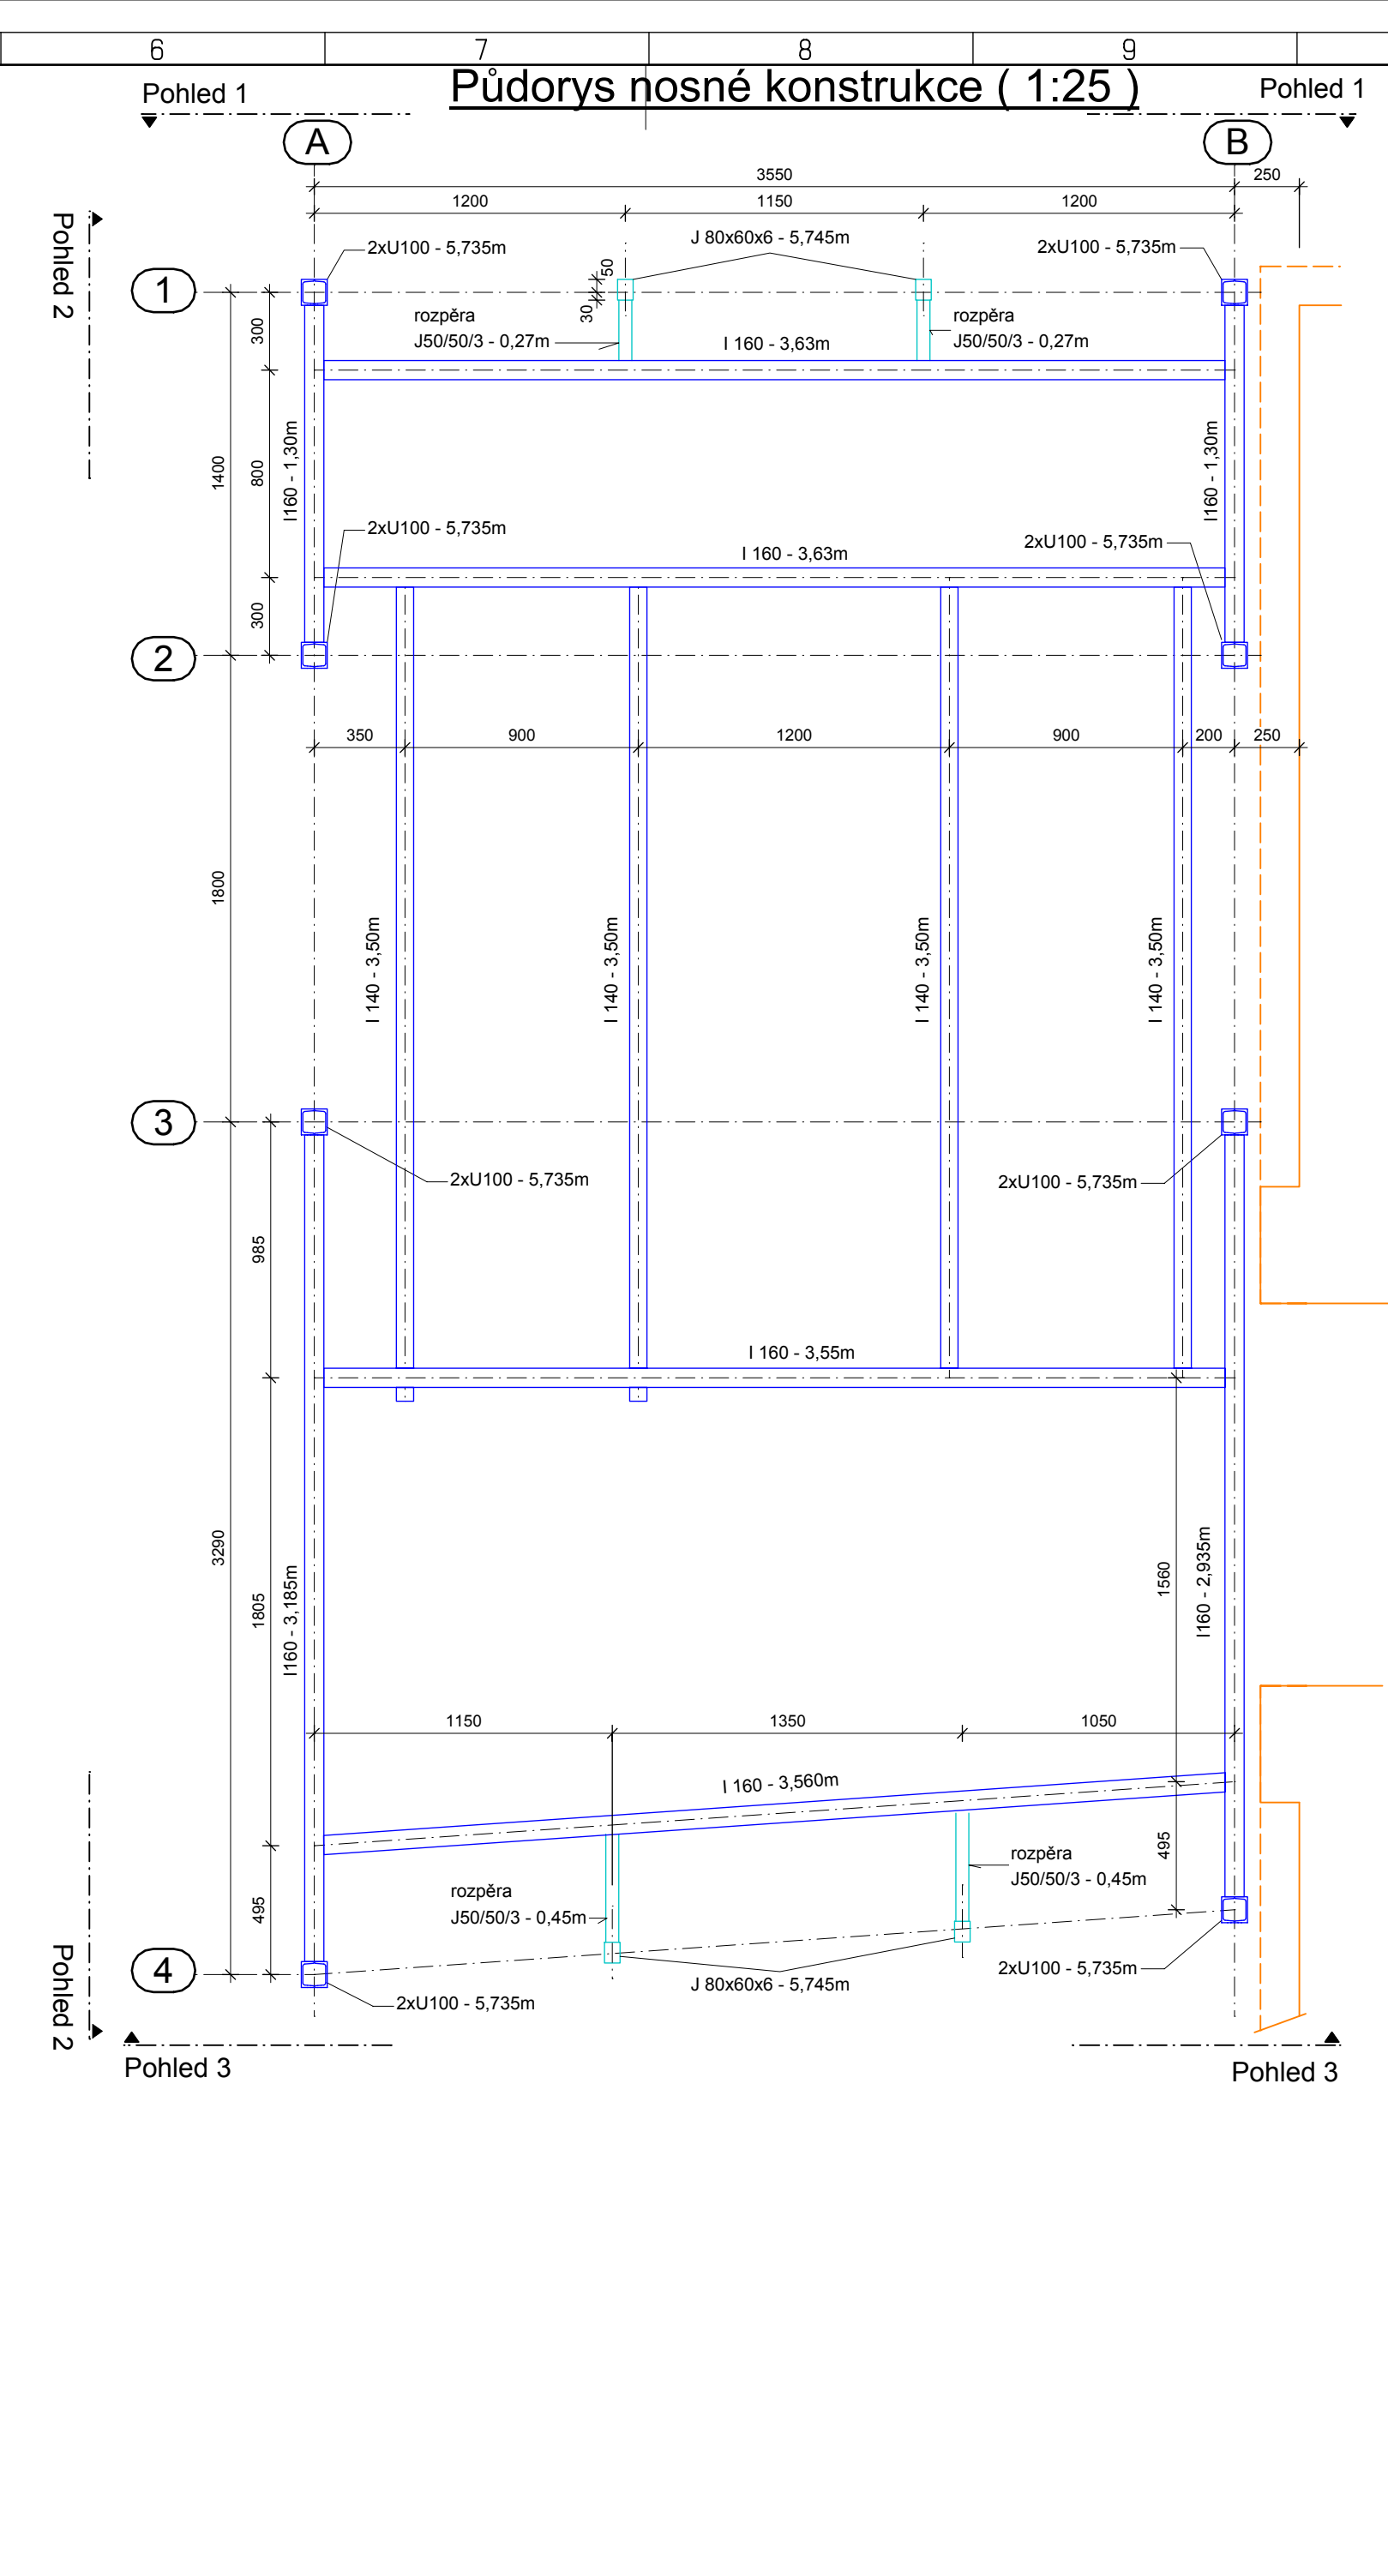 6 7 8 9
Půdorys nosné konstrukce ( 1:25 )
Pohled 1
Pohled 1
A
B
3550
250
1200
1150
1200
Pohled 2
2xU100 - 5,735m
J 80x60x6 - 5,745m
2xU100 - 5,735m
1
50
30
300
rozpěra
J50/50/3 - 0,27m
rozpěra
J50/50/3 - 0,27m
I 160 - 3,63m
1400
800
I160 - 1,30m
I160 - 1,30m
2xU100 - 5,735m
2xU100 - 5,735m
I 160 - 3,63m
300
2
350
900
1200
900
200
250
1800
I 140 - 3,50m
I 140 - 3,50m
I 140 - 3,50m
I 140 - 3,50m
3
2xU100 - 5,735m
2xU100 - 5,735m
985
I 160 - 3,55m
3290
1805
I160 - 3,185m
1560
I160 - 2,935m
1150
1350
1050
I 160 - 3,560m
495
495
rozpěra
J50/50/3 - 0,45m
rozpěra
J50/50/3 - 0,45m
4
2xU100 - 5,735m
J 80x60x6 - 5,745m
2xU100 - 5,735m
Pohled 2
Pohled 3
Pohled 3